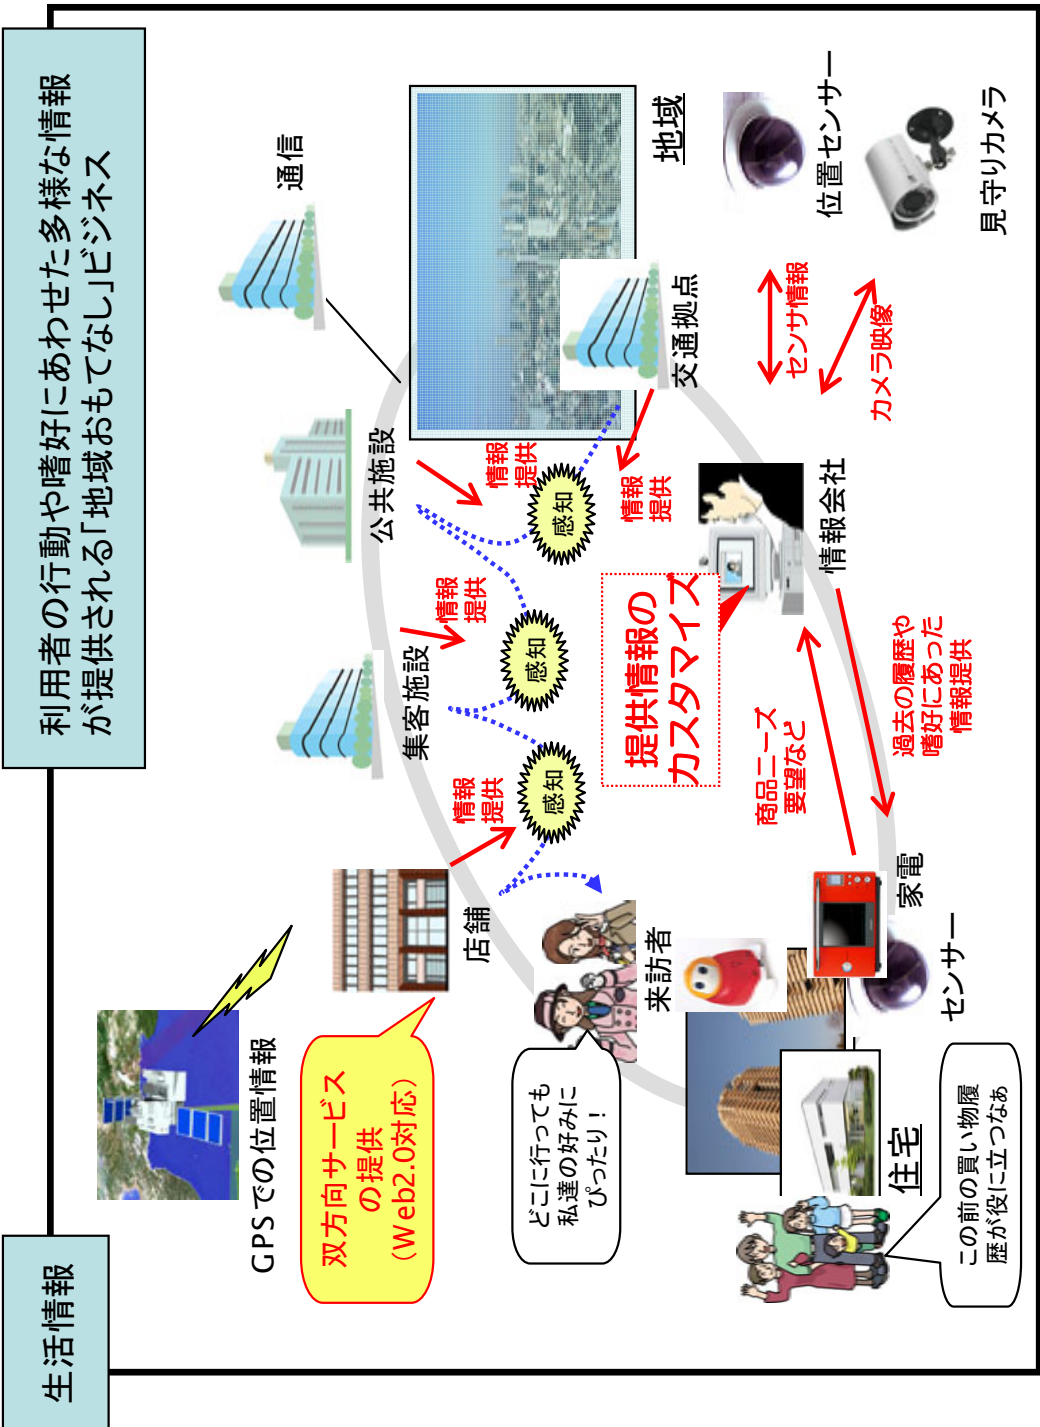 生活情報
利用者の行動や嗜好にあわせた多様な情報
が提供される「地域おもてなし」ビジネス
GPSでの位置情報
双方向サービス
の提供
(Web2.0対応)
通信
公共施設
集客施設
店舗
情報
提供
情報
提供
情報
提供
情報
提供
感知
感知
感知
地域
交通拠点
位置センサー
見守りカメラ
センサ情報
カメラ映像
どこに行っても
私達の好みに
ぴったり！
来訪者
提供情報の
カスタマイズ
情報会社
商品ニーズ
要望など
過去の履歴や
嗜好にあった
情報提供
家電
センサー
住宅
この前の買い物履
歴が役に立つなぁ